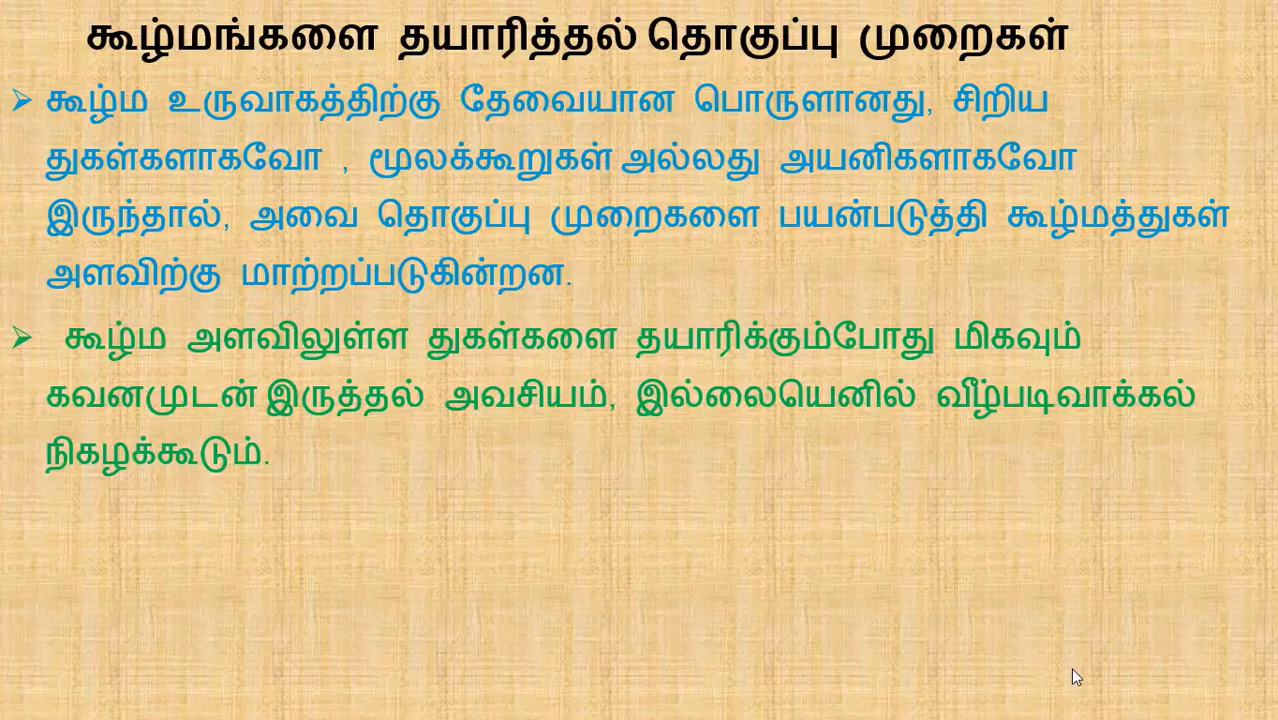 கூழ்மங்களை தயாரித்தல் தொகுப்பு முறைகள்
➢ கூழ்ம உருவாகத்திற்கு தேவையான பொருளானது, சிறிய
துகள்களாகவோ , மூலக்கூறுகள் அல்லது அயனிகளாகவோ
இருந்தால், அவை தொகுப்பு முறைகளை பயன்படுத்தி கூழ்மத்துகள்
அளவிற்கு மாற்றப்படுகின்றன.
➢ கூழ்ம அளவிலுள்ள துகள்களை தயாரிக்கும்போது மிகவும்
கவனமுடன் இருத்தல் அவசியம், இல்லையெனில் வீழ்படிவாக்கல்
நிகழக்கூடும்.